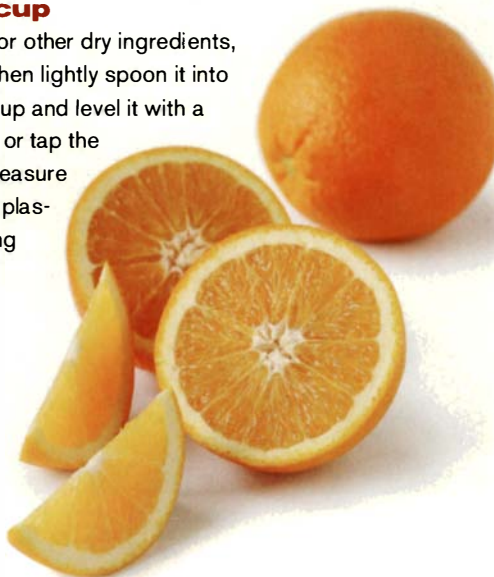 cup
or other dry ingredients,
hen lightly spoon it into
up and level it with a
or tap the
easure
plas-
ng